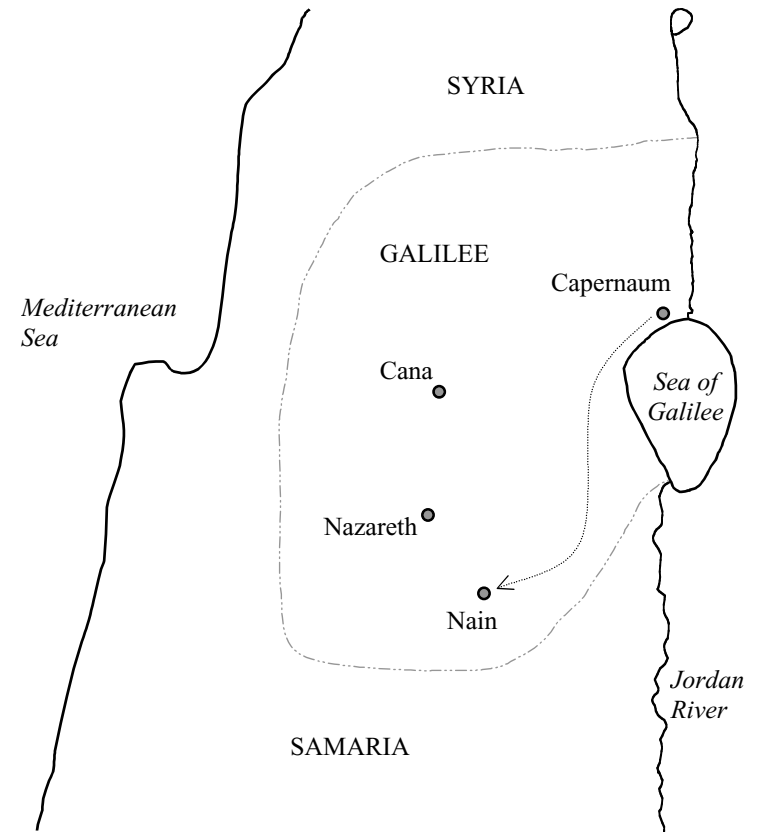 SYRIA
GALILEE
Capernaum
Mediterranean
Sea
Cana
Sea of
Galilee
Nazareth
Nain
Jordan
River
SAMARIA